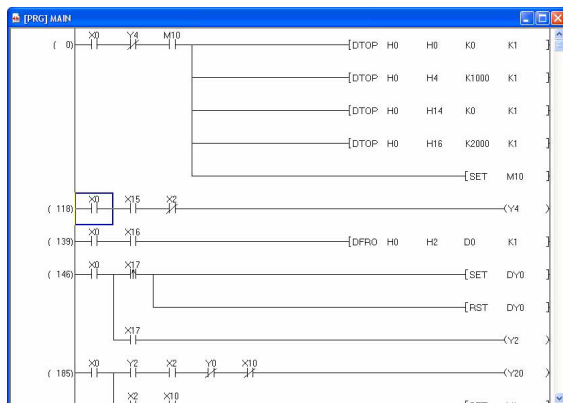 [PRG] MAIN
X0 Y4 M10
( 0) [DTOP H0 H0 K0 K1 ]
[DTOP H0 H4 K1000 K1 ]
[DTOP H0 H14 K0 K1 ]
[DTOP H0 H16 K2000 K1 ]
[SET M10 ]
X0 X15 X2
( 118) (Y4 )
X0 X16
( 139) [DFRO H0 H2 D0 K1 ]
X0 X17
( 146) [SET DY0 ]
[RST DY0 ]
X17
(Y2 )
X0 Y2 X2 Y0 X10
( 185) (Y20 )
X2 X10